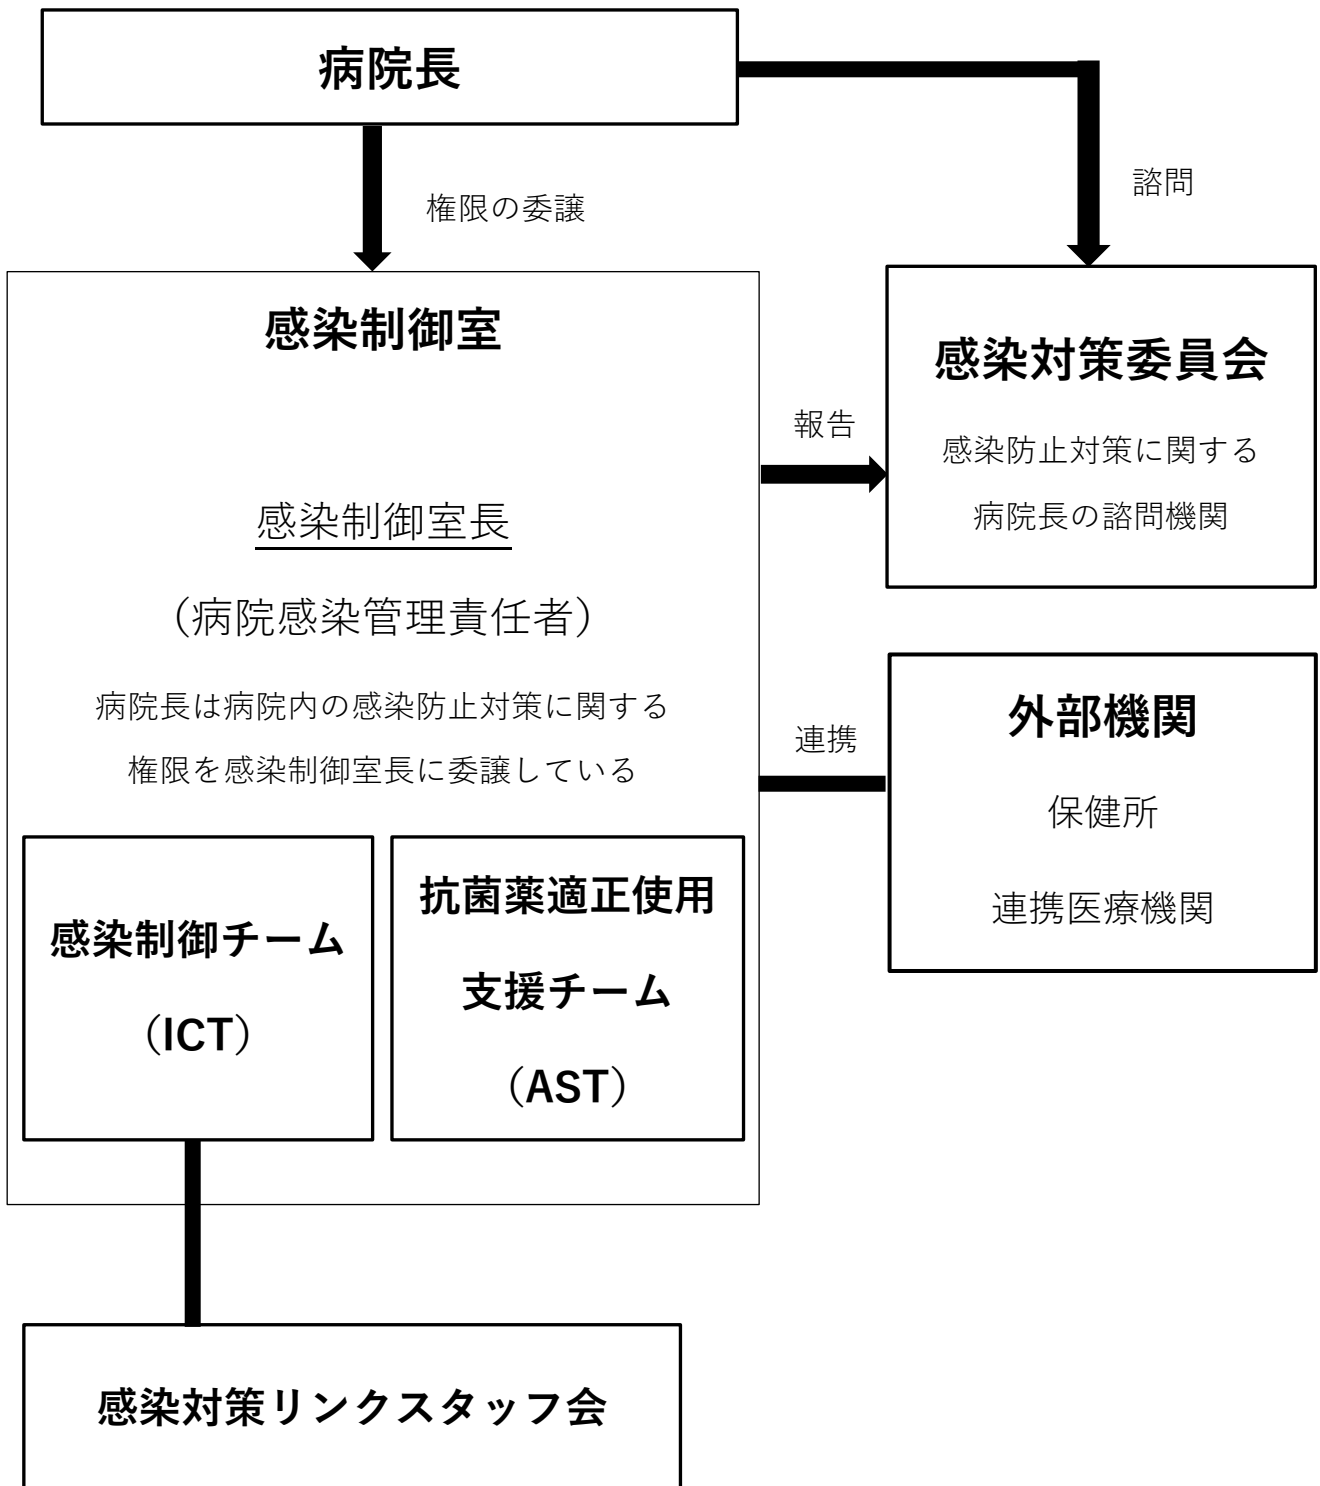 病院長
権限の委譲
諮問
感染制御室
感染制御室長
（病院感染管理責任者）
病院長は病院内の感染防止対策に関する
権限を感染制御室長に委譲している
報告
感染対策委員会
感染防止対策に関する
病院長の諮問機関
連携
外部機関
保健所
連携医療機関
感染制御チーム
（ICT）
抗菌薬適正使用
支援チーム
（AST）
感染対策リンクスタッフ会